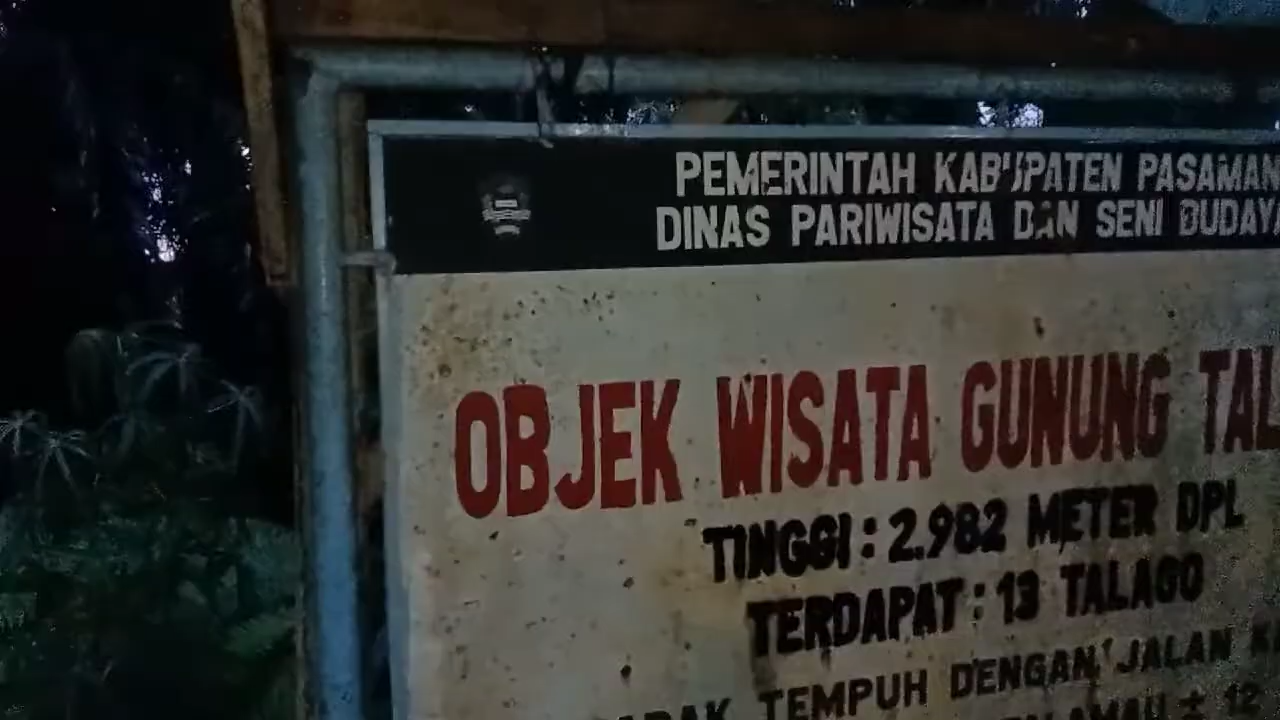 PEMERINTAH KABUPATEN PASAMAN
DINAS PARIWISATA DAN SENI BUDAYA
OBJEK WISATA GUNUNG TAL
TINGGI : 2.982 METER DPL
TERDAPAT : 13 TALAGO
TEMPUH DENGAN JALAN
± 12